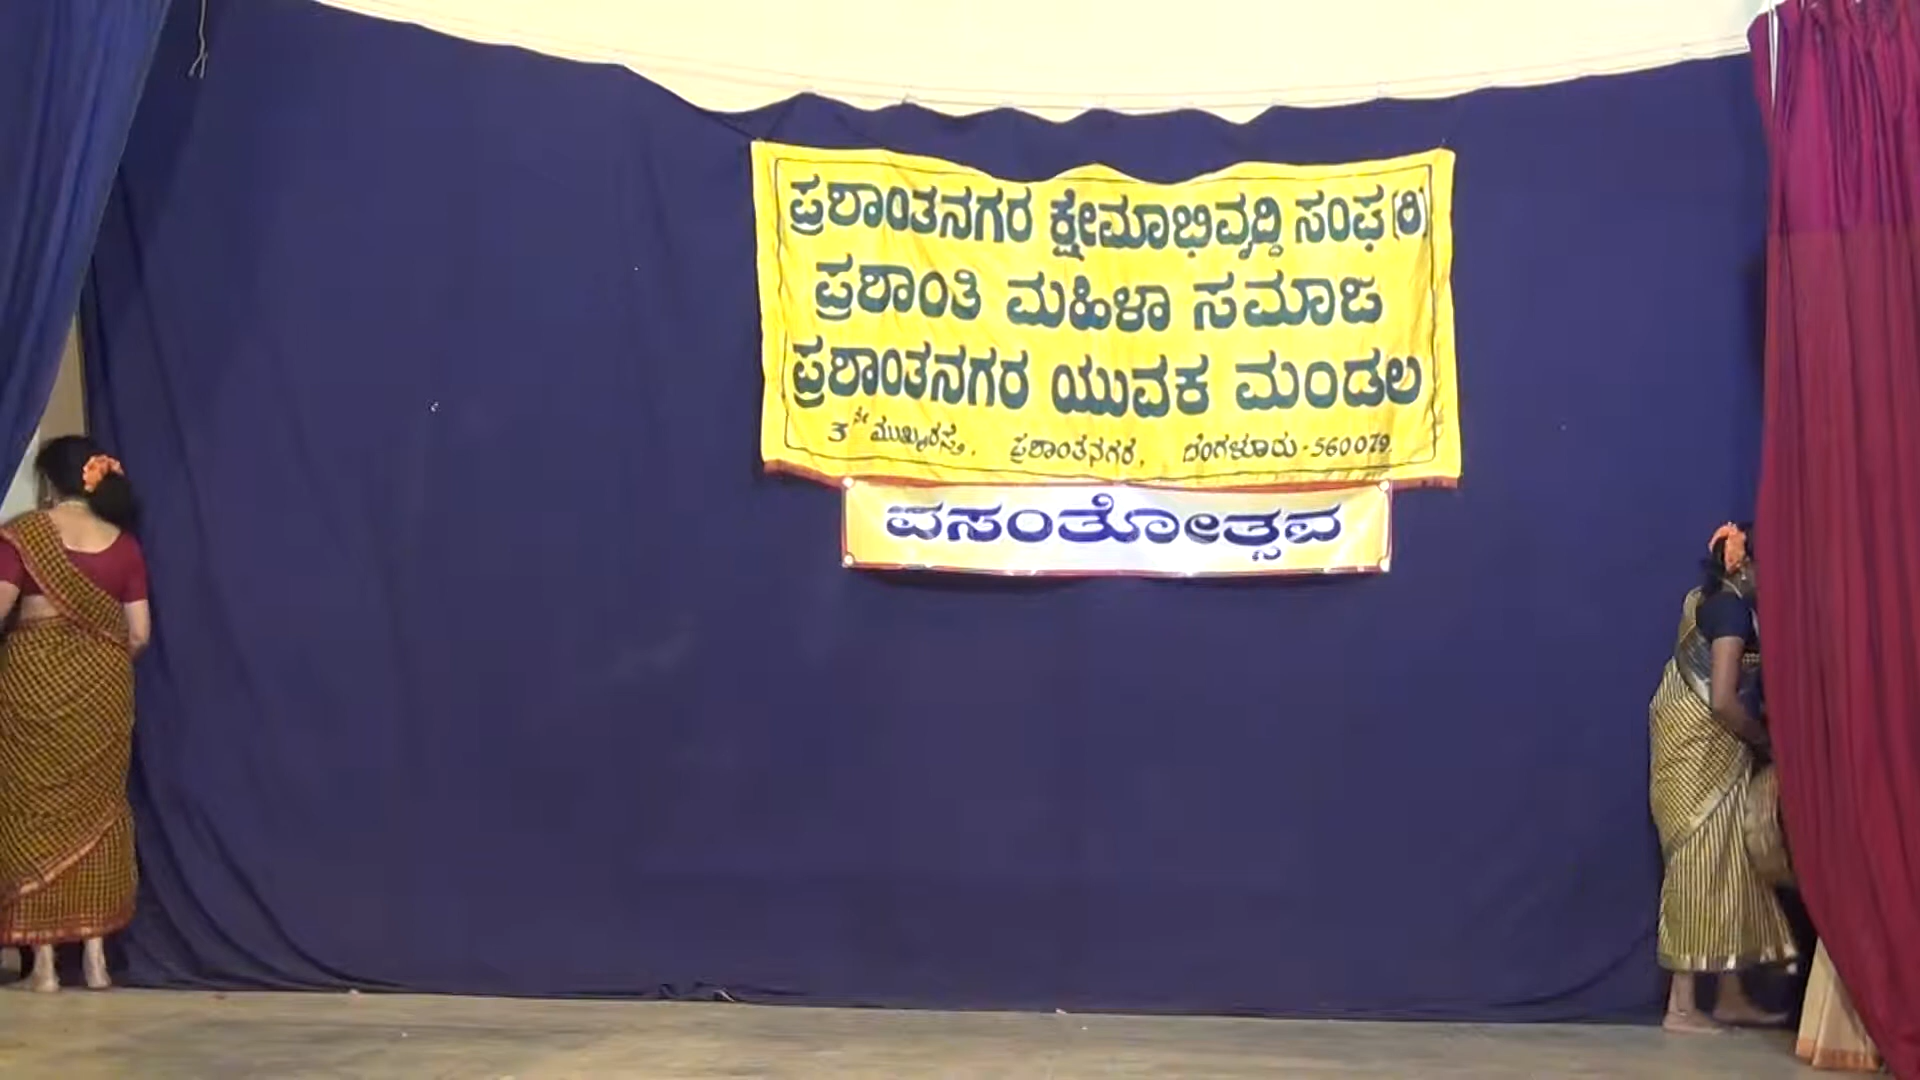 ಪ್ರಶಾಂತನಗರ ಕ್ಷೇಮಾಭಿವೃದ್ಧಿ ಸಂಘ (ರಿ)
ಪ್ರಶಾಂತಿ ಮಹಿಳಾ ಸಮಾಜ
ಪ್ರಶಾಂತನಗರ ಯುವಕ ಮಂಡಲ
3ನೇ ಮುಖ್ಯರಸ್ತೆ, ಪ್ರಶಾಂತನಗರ, ಬೆಂಗಳೂರು-560079.
ವಸಂತೋತ್ಸವ